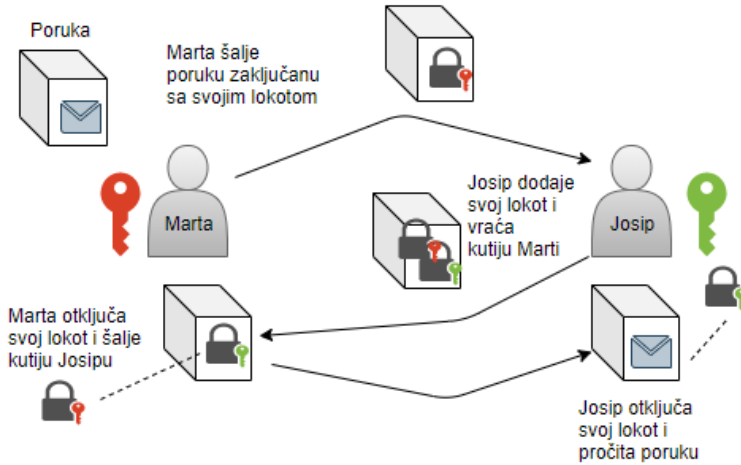 Poruka
Marta šalje
poruku zaključanu
sa svojim lokotom
Marta
Josip dodaje
svoj lokot i
vraća
kutiju Marti
Josip
Marta otključa
svoj lokot i šalje
kutiju Josipu
Josip otključa
svoj lokot i
pročita poruku